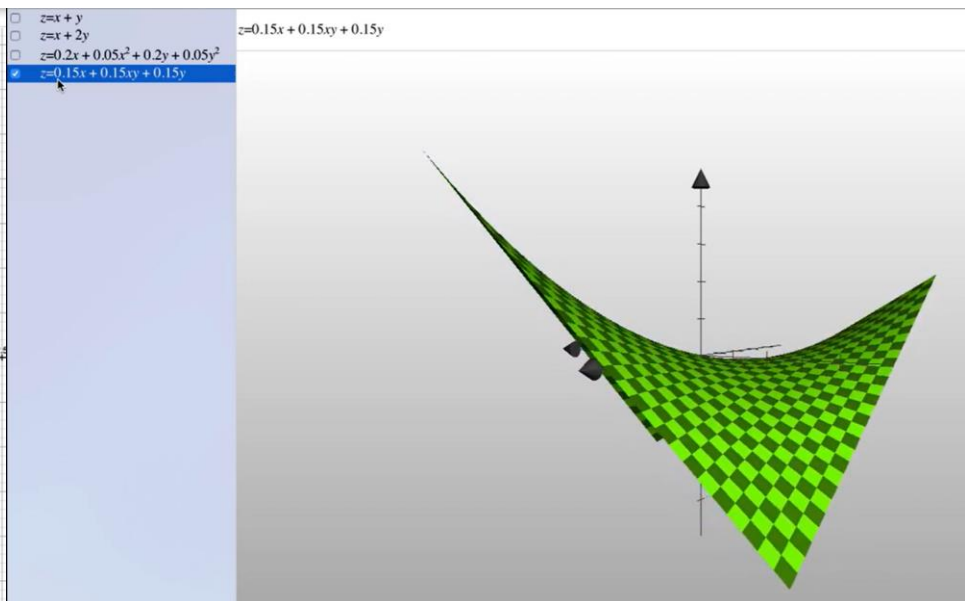 z=x + y
z=x + 2y
z=0.2x + 0.05x² + 0.2y + 0.05y²
z=0.15x + 0.15xy + 0.15y
z=0.15x + 0.15xy + 0.15y